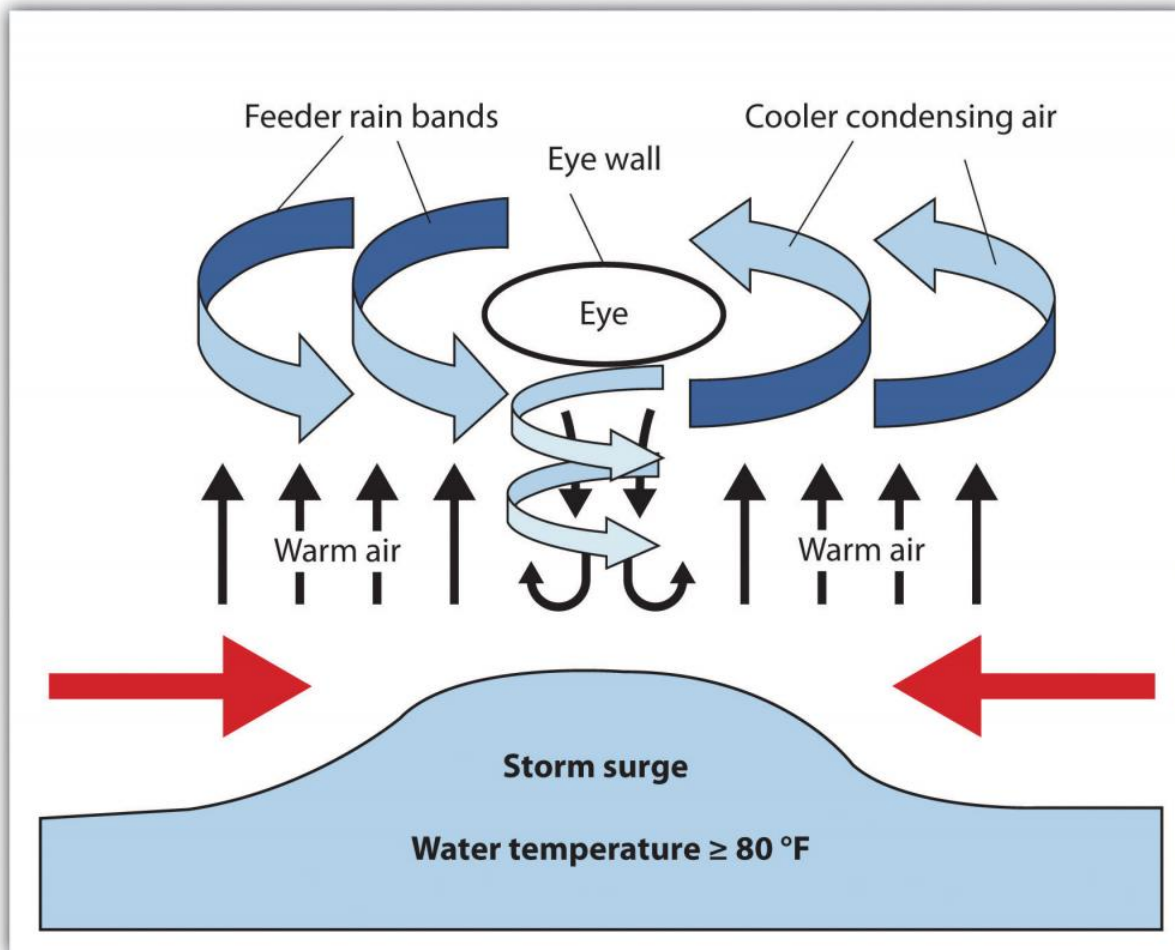 Feeder rain bands
Cooler condensing air
Eye wall
Eye
Warm air
Warm air
Storm surge
Water temperature ≥ 80 °F